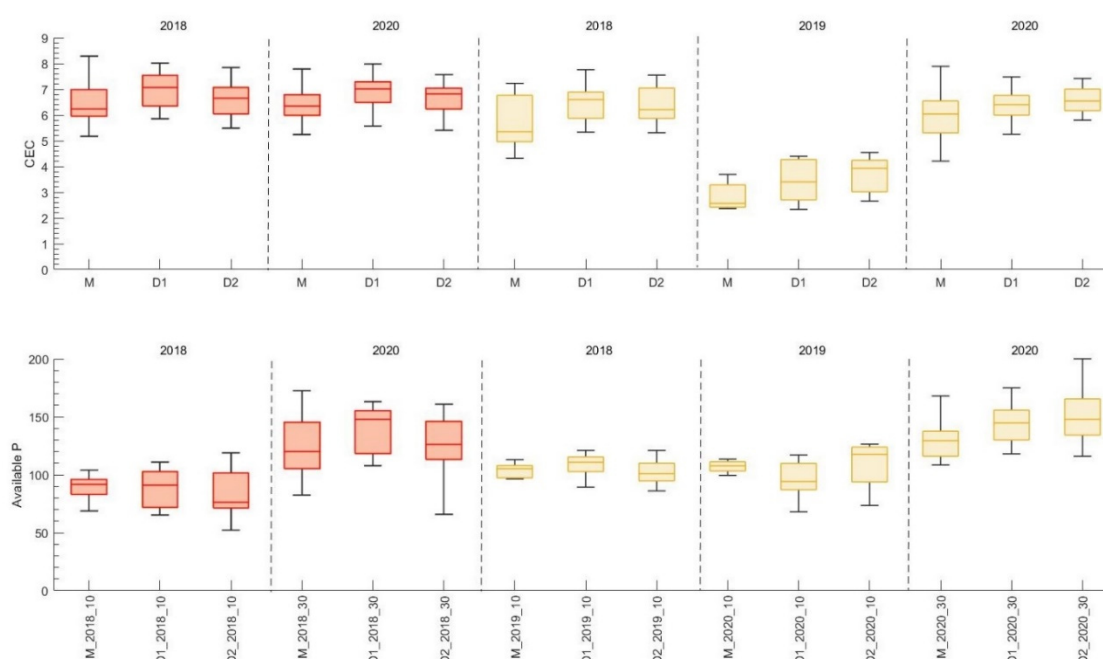 2018 2020 2018 2019 2020
9
8
7
6
5
4
3
2
1
0
CEC
M D1 D2 M D1 D2 M D1 D2 M D1 D2 M D1 D2
2018 2020 2018 2019 2020
200
150
100
50
0
Available P
M_2018_10
D1_2018_10
D2_2018_10
M_2018_30
D1_2018_30
D2_2018_30
M_2019_10
D1_2019_10
D2_2019_10
M_2020_10
D1_2020_10
D2_2020_10
M_2020_30
D1_2020_30
D2_2020_30